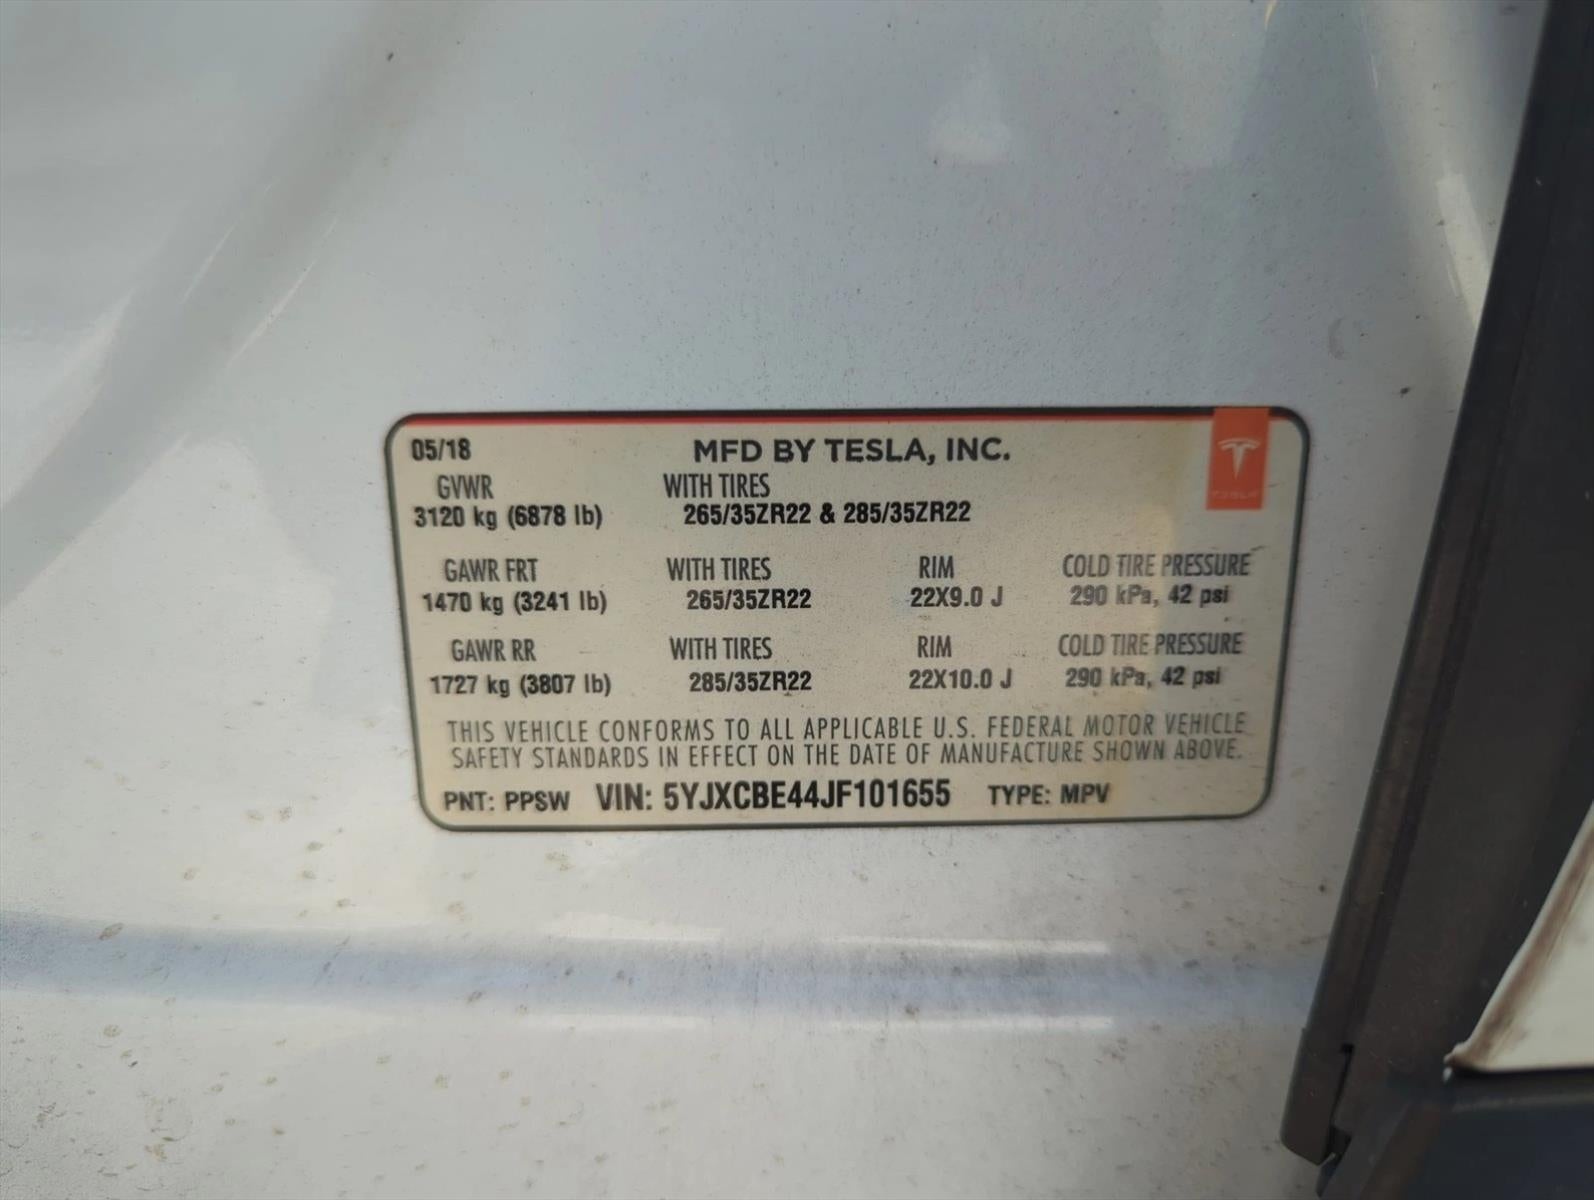 05/18 MFD BY TESLA, INC.
GVWR WITH TIRES
3120 kg (6878 lb) 265/35ZR22 & 285/35ZR22
TESLA
GAWR FRT WITH TIRES RIM COLD TIRE PRESSURE
1470 kg (3241 lb) 265/35ZR22 22X9.0 J 290 kPa, 42 psi
GAWR RR WITH TIRES RIM COLD TIRE PRESSURE
1727 kg (3807 lb) 285/35ZR22 22X10.0 J 290 kPa, 42 psi
THIS VEHICLE CONFORMS TO ALL APPLICABLE U.S. FEDERAL MOTOR VEHICLE
SAFETY STANDARDS IN EFFECT ON THE DATE OF MANUFACTURE SHOWN ABOVE.
PNT: PPSW VIN: 5YJXCBE44JF101655 TYPE: MPV